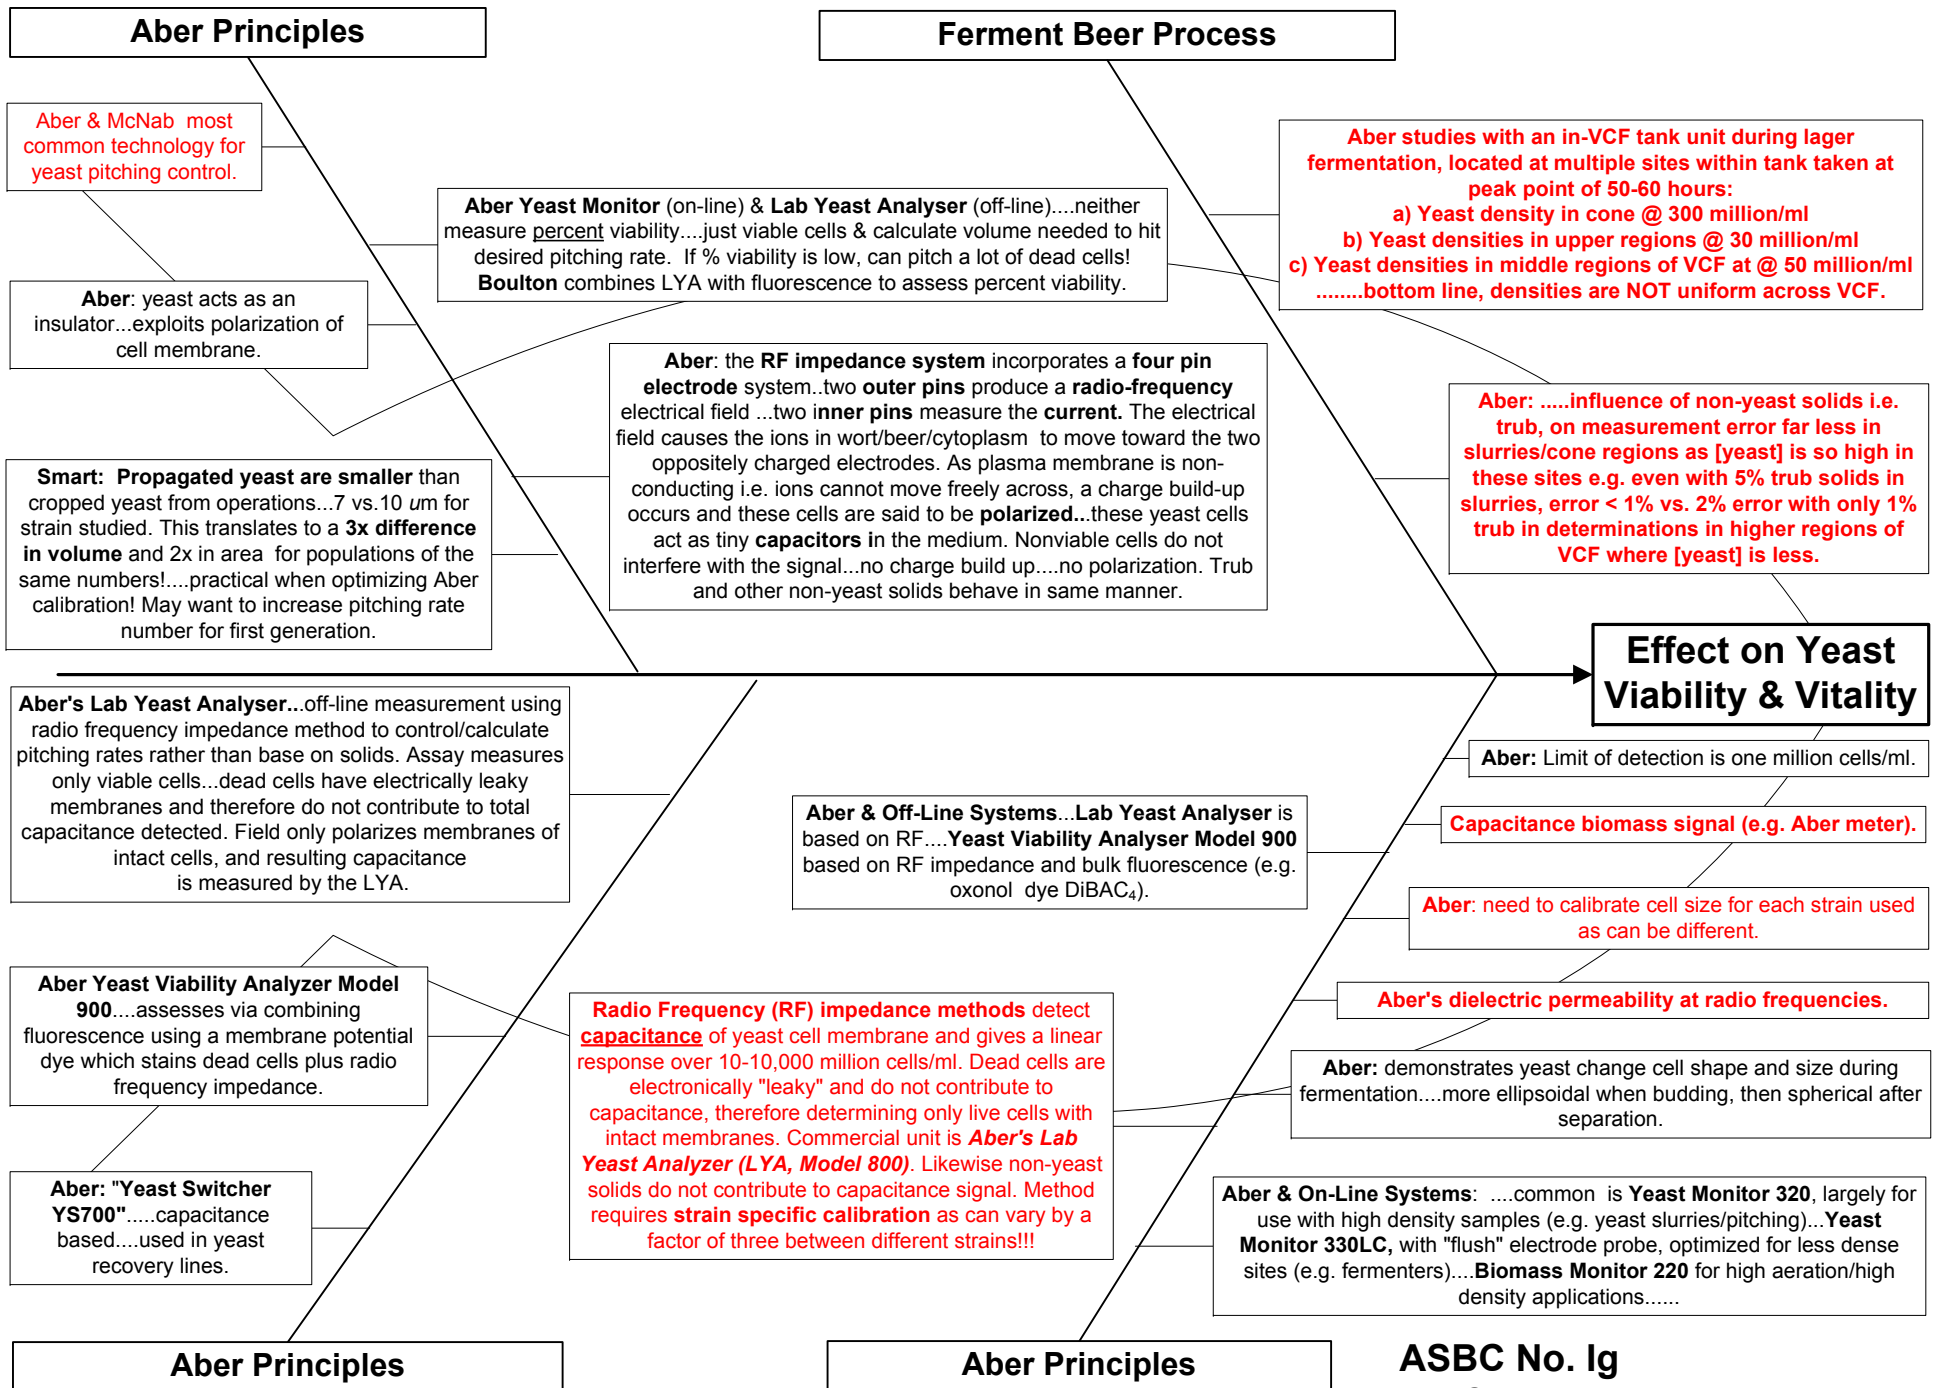 Aber Principles
Ferment Beer Process
Aber & McNab most
common technology for
yeast pitching control.
Aber Yeast Monitor (on-line) & Lab Yeast Analyser (off-line)....neither
measure percent viability....just viable cells & calculate volume needed to hit
desired pitching rate. If % viability is low, can pitch a lot of dead cells!
Boulton combines LYA with fluorescence to assess percent viability.
Aber studies with an in-VCF tank unit during lager
fermentation, located at multiple sites within tank taken at
peak point of 50-60 hours:
a) Yeast density in cone @ 300 million/ml
b) Yeast densities in upper regions @ 30 million/ml
c) Yeast densities in middle regions of VCF at @ 50 million/ml
........bottom line, densities are NOT uniform across VCF.
Aber: yeast acts as an
insulator...exploits polarization of
cell membrane.
Aber: the RF impedance system incorporates a four pin
electrode system..two outer pins produce a radio-frequency
electrical field ...two inner pins measure the current. The electrical
field causes the ions in wort/beer/cytoplasm to move toward the two
oppositely charged electrodes. As plasma membrane is non-
conducting i.e. ions cannot move freely across, a charge build-up
occurs and these cells are said to be polarized...these yeast cells
act as tiny capacitors in the medium. Nonviable cells do not
interfere with the signal...no charge build up....no polarization. Trub
and other non-yeast solids behave in same manner.
Aber: .....influence of non-yeast solids i.e.
trub, on measurement error far less in
slurries/cone regions as [yeast] is so high in
these sites e.g. even with 5% trub solids in
slurries, error < 1% vs. 2% error with only 1%
trub in determinations in higher regions of
VCF where [yeast] is less.
Smart: Propagated yeast are smaller than
cropped yeast from operations...7 vs.10 um for
strain studied. This translates to a 3x difference
in volume and 2x in area for populations of the
same numbers!....practical when optimizing Aber
calibration! May want to increase pitching rate
number for first generation.
Effect on Yeast
Viability & Vitality
Aber's Lab Yeast Analyser...off-line measurement using
radio frequency impedance method to control/calculate
pitching rates rather than base on solids. Assay measures
only viable cells...dead cells have electrically leaky
membranes and therefore do not contribute to total
capacitance detected. Field only polarizes membranes of
intact cells, and resulting capacitance
is measured by the LYA.
Aber: Limit of detection is one million cells/ml.
Aber & Off-Line Systems...Lab Yeast Analyser is
based on RF....Yeast Viability Analyser Model 900
based on RF impedance and bulk fluorescence (e.g.
oxonol dye DiBAC₄).
Capacitance biomass signal (e.g. Aber meter).
Aber: need to calibrate cell size for each strain used
as can be different.
Aber Yeast Viability Analyzer Model
900....assesses via combining
fluorescence using a membrane potential
dye which stains dead cells plus radio
frequency impedance.
Radio Frequency (RF) impedance methods detect
capacitance of yeast cell membrane and gives a linear
response over 10-10,000 million cells/ml. Dead cells are
electronically "leaky" and do not contribute to
capacitance, therefore determining only live cells with
intact membranes. Commercial unit is Aber's Lab
Yeast Analyzer (LYA, Model 800). Likewise non-yeast
solids do not contribute to capacitance signal. Method
requires strain specific calibration as can vary by a
factor of three between different strains!!!
Aber's dielectric permeability at radio frequencies.
Aber: demonstrates yeast change cell shape and size during
fermentation....more ellipsoidal when budding, then spherical after
separation.
Aber: "Yeast Switcher
YS700".....capacitance
based....used in yeast
recovery lines.
Aber & On-Line Systems: ....common is Yeast Monitor 320, largely for
use with high density samples (e.g. yeast slurries/pitching)...Yeast
Monitor 330LC, with "flush" electrode probe, optimized for less dense
sites (e.g. fermenters)....Biomass Monitor 220 for high aeration/high
density applications......
Aber Principles
Aber Principles
ASBC No. Ig